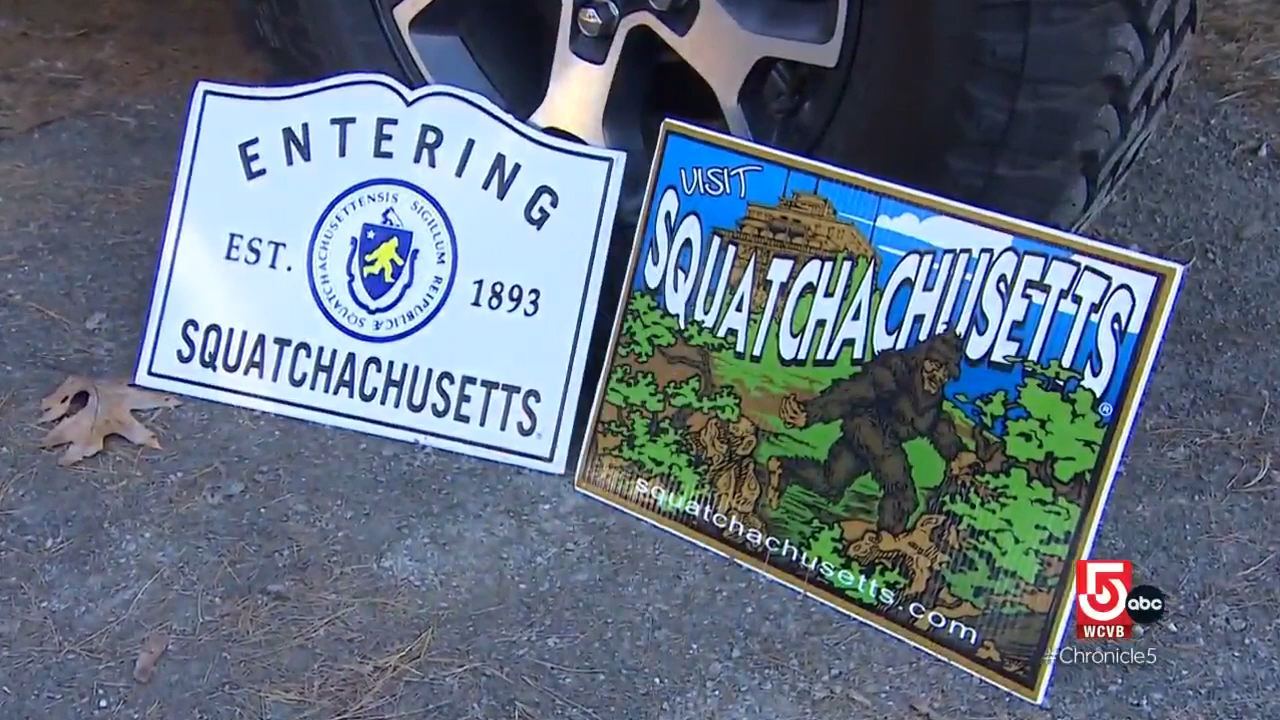 ENTERING
EST. 1893
SIGILLUM REIPUBLICÆ SQUATCHACHUSETTENSIS
SQUATCHACHUSETTS
VISIT
SQUATCHACHUSETTS®
squatchachusetts.com
5 abc
WCVB
#Chronicle5